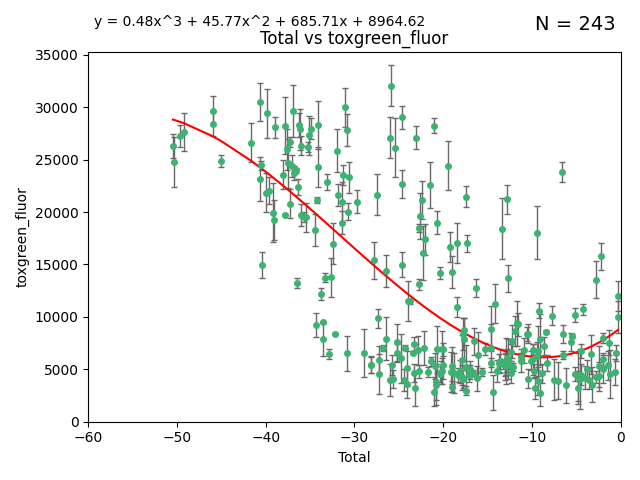 y = 0.48x^3 + 45.77x^2 + 685.71x + 8964.62
N = 243
Total vs toxgreen_fluor
35000
30000
25000
20000
15000
10000
5000
0
toxgreen_fluor
−60 −50 −40 −30 −20 −10 0
Total